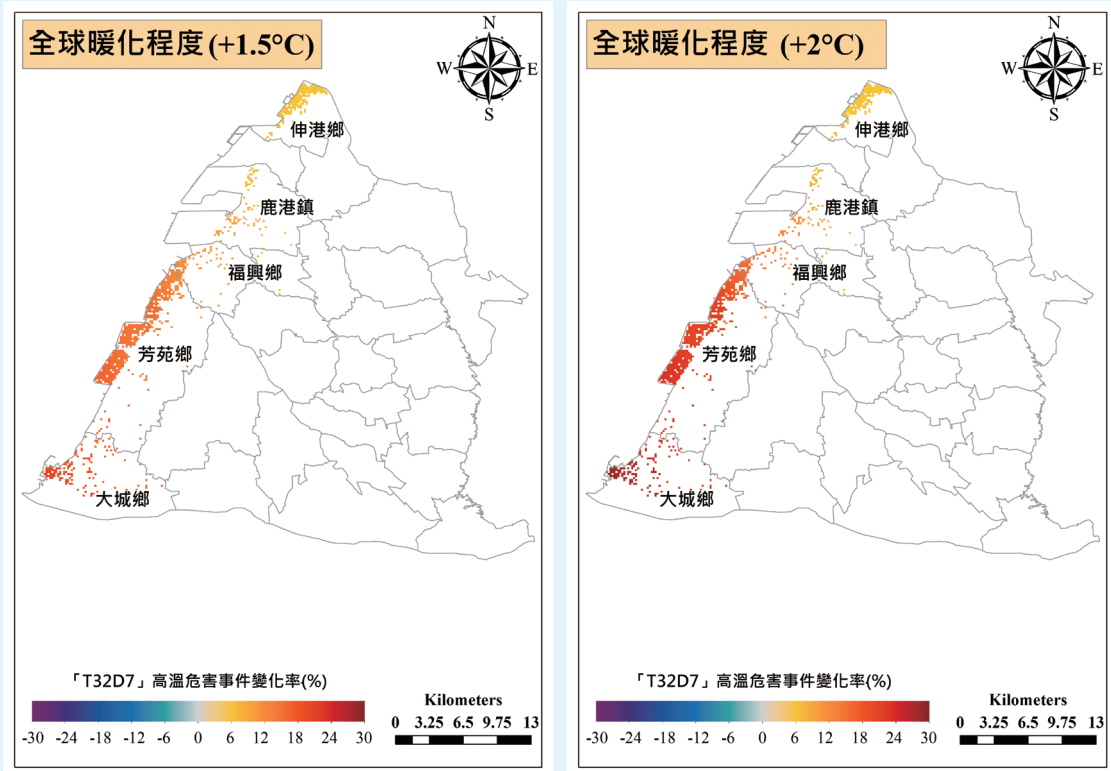 全球暖化程度(+1.5°C)
N
W E
S
伸港鄉
鹿港鎮
福興鄉
芳苑鄉
大城鄉
「T32D7」高溫危害事件變化率(%)
-30 -24 -18 -12 -6 0 6 12 18 24 30
Kilometers
0 3.25 6.5 9.75 13
全球暖化程度 (+2°C)
N
W E
S
伸港鄉
鹿港鎮
福興鄉
芳苑鄉
大城鄉
「T32D7」高溫危害事件變化率(%)
-30 -24 -18 -12 -6 0 6 12 18 24 30
Kilometers
0 3.25 6.5 9.75 13